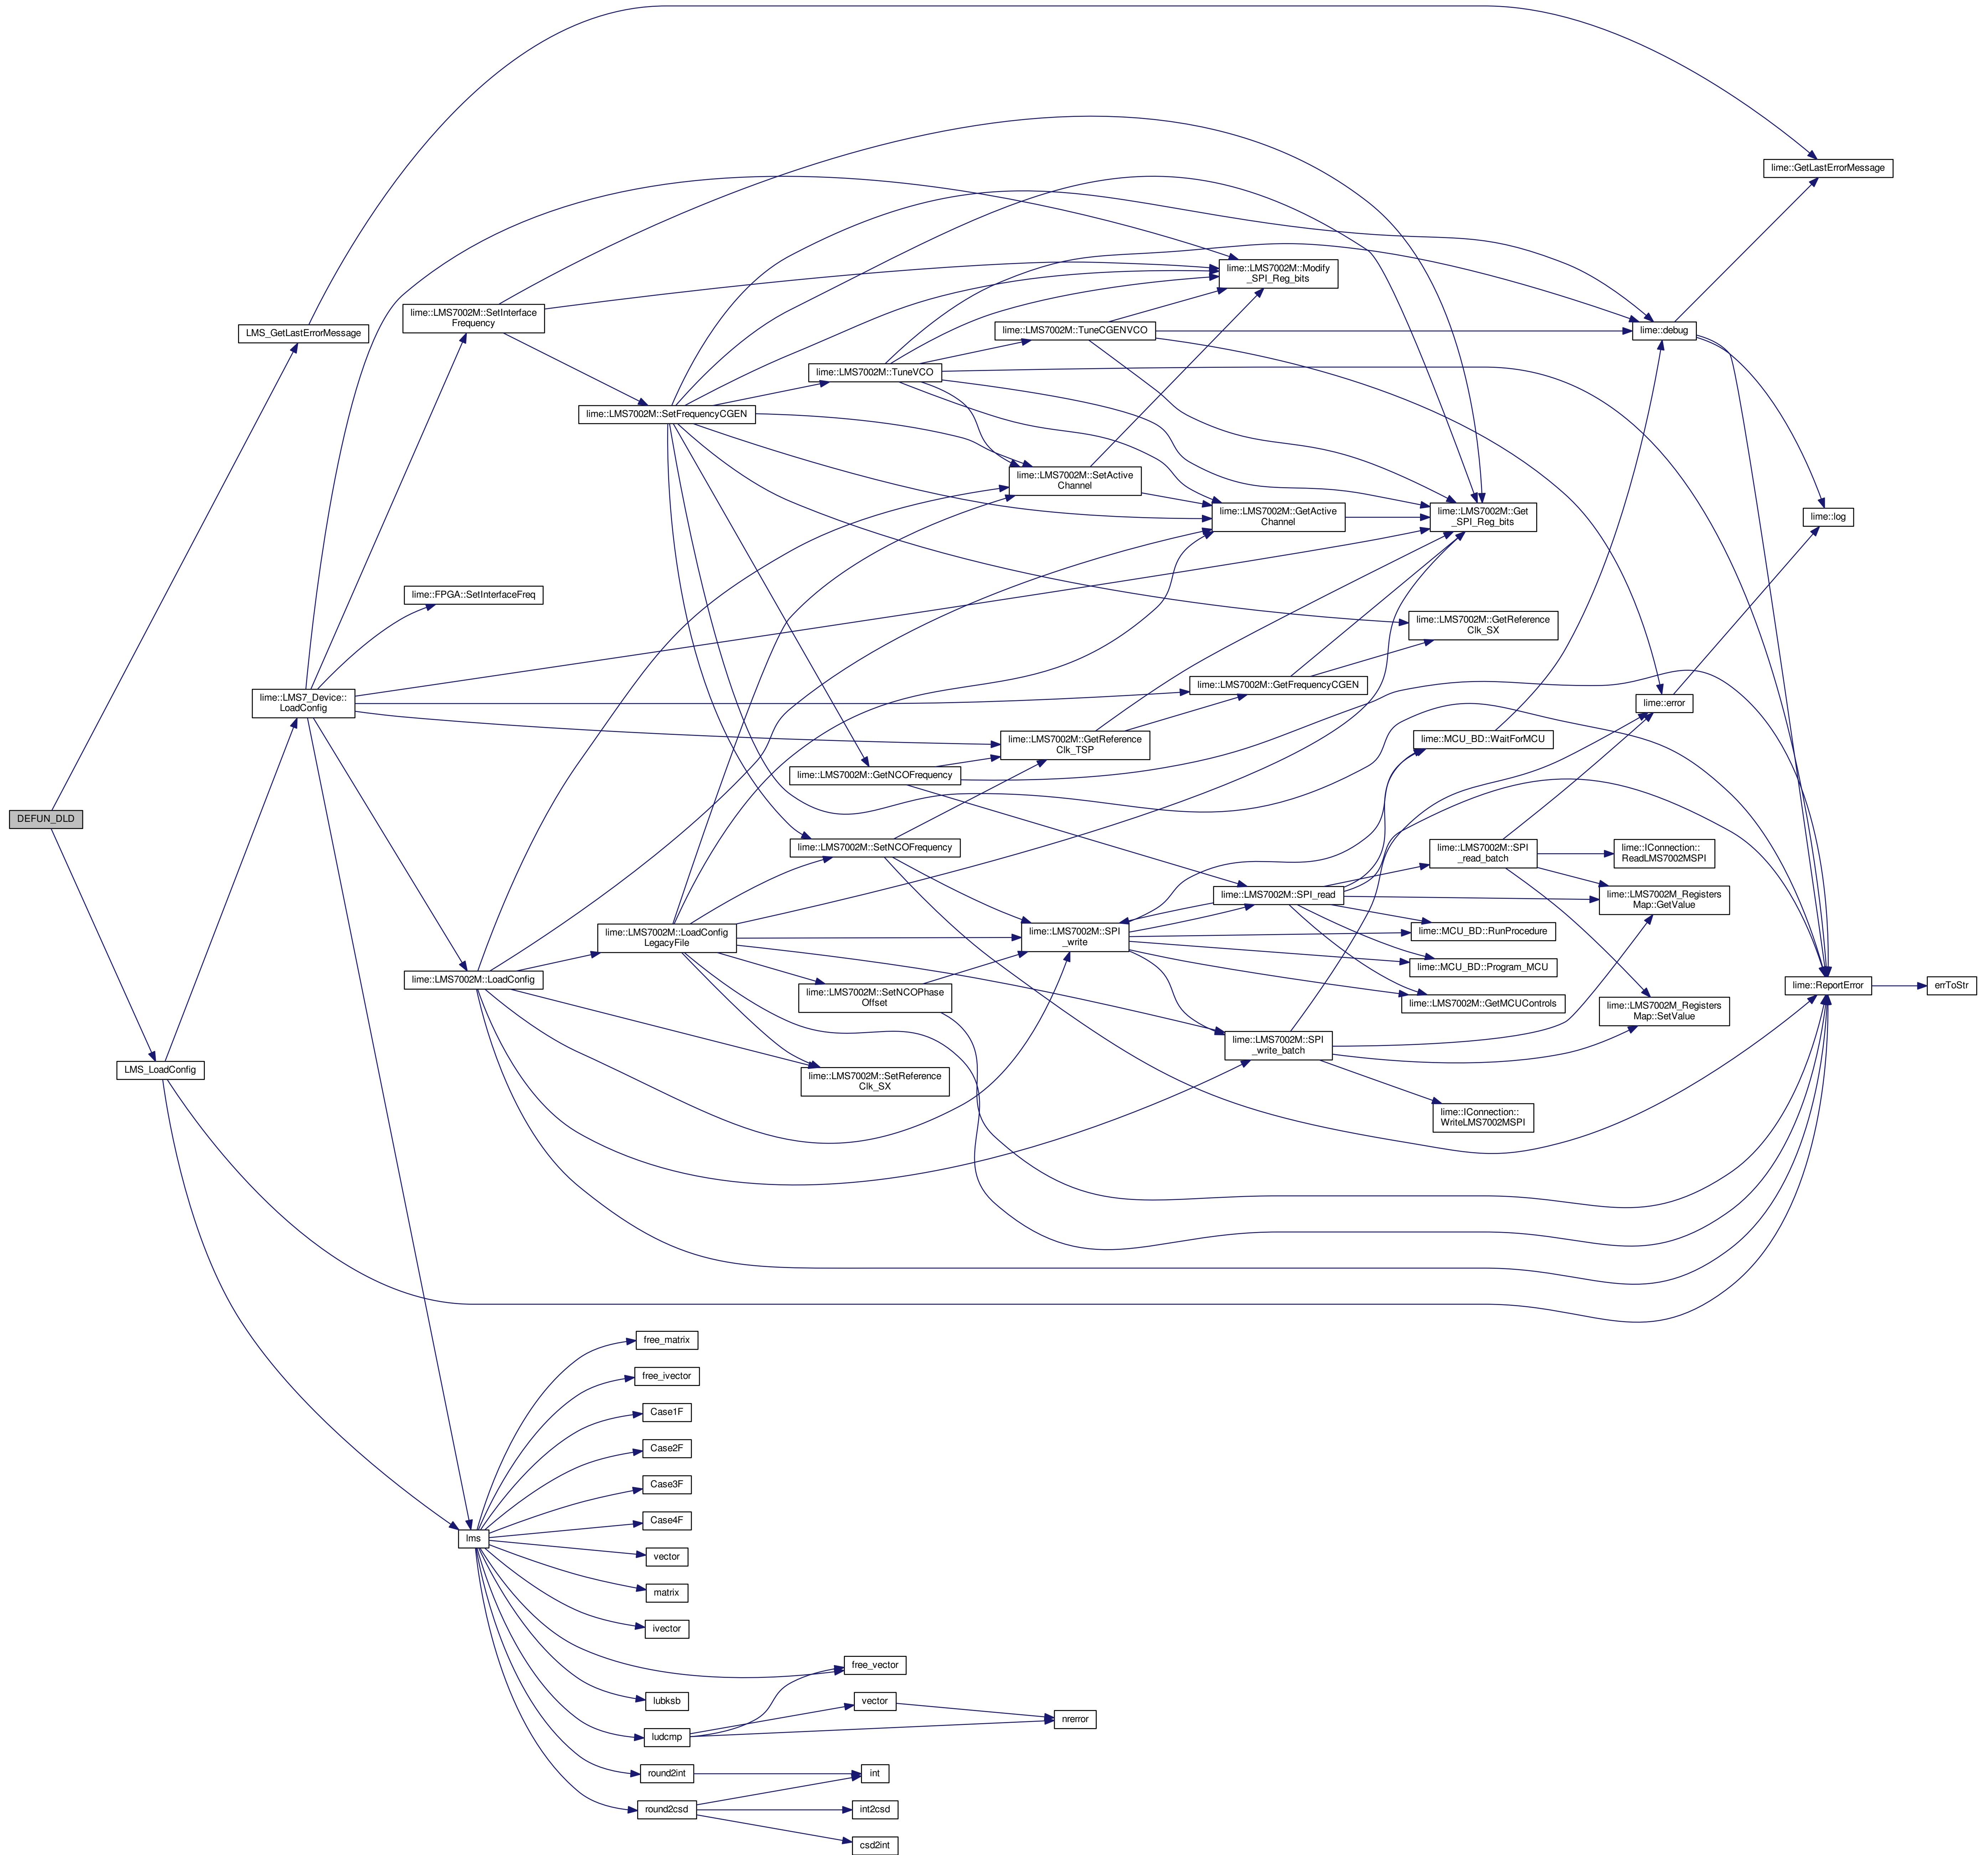 lime::GetLastErrorMessage
lime::LMS7002M::Modify
_SPI_Reg_bits
lime::LMS7002M::SetInterface
Frequency
LMS_GetLastErrorMessage
lime::LMS7002M::TuneCGENVCO
lime::debug
lime::LMS7002M::TuneVCO
lime::LMS7002M::SetFrequencyCGEN
lime::LMS7002M::SetActive
Channel
lime::LMS7002M::GetActive
Channel
lime::LMS7002M::Get
_SPI_Reg_bits
lime::log
lime::FPGA::SetInterfaceFreq
lime::LMS7002M::GetReference
Clk_SX
lime::LMS7002M::GetFrequencyCGEN
lime::LMS7_Device::
LoadConfig
lime::error
lime::LMS7002M::GetReference
Clk_TSP
lime::MCU_BD::WaitForMCU
lime::LMS7002M::GetNCOFrequency
DEFUN_DLD
lime::LMS7002M::SetNCOFrequency
lime::LMS7002M::SPI
_read_batch
lime::IConnection::
ReadLMS7002MSPI
lime::LMS7002M::SPI_read
lime::LMS7002M_Registers
Map::GetValue
lime::LMS7002M::LoadConfig
LegacyFile
lime::LMS7002M::SPI
_write
lime::MCU_BD::RunProcedure
lime::MCU_BD::Program_MCU
lime::LMS7002M::LoadConfig
lime::ReportError
errToStr
lime::LMS7002M::SetNCOPhase
Offset
lime::LMS7002M::GetMCUControls
lime::LMS7002M_Registers
Map::SetValue
lime::LMS7002M::SPI
_write_batch
LMS_LoadConfig
lime::LMS7002M::SetReference
Clk_SX
lime::IConnection::
WriteLMS7002MSPI
free_matrix
free_ivector
Case1F
Case2F
Case3F
Case4F
lms
vector
matrix
ivector
free_vector
lubksb
vector
nrerror
ludcmp
round2int
int
round2csd
int2csd
csd2int